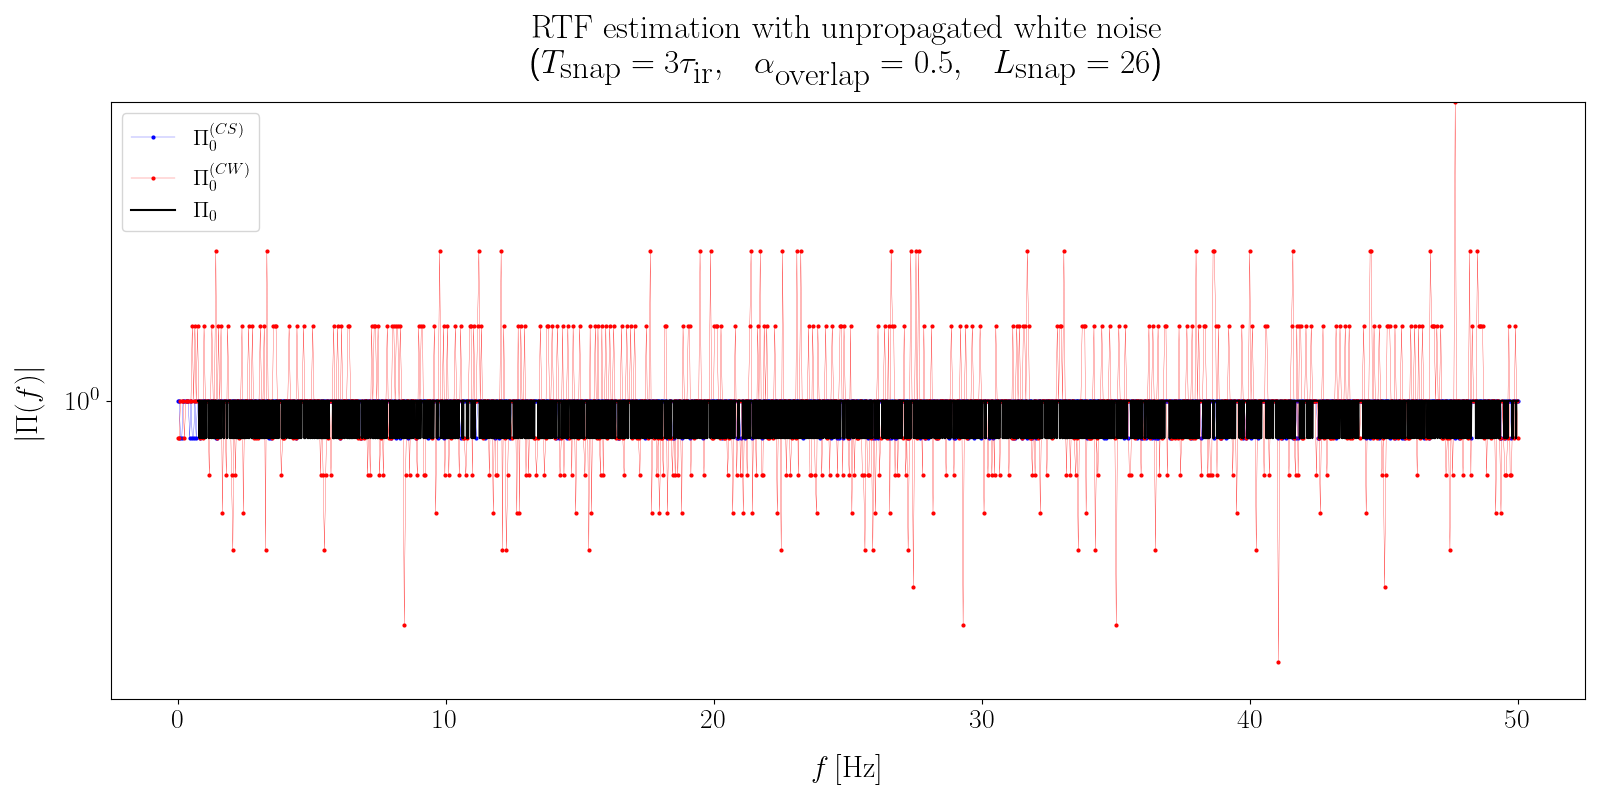 RTF estimation with unpropagated white noise
(T_snap = 3τ_ir, α_overlap = 0.5, L_snap = 26)
Π_0^(CS)
Π_0^(CW)
Π_0
|Π(f)|
10^0
0 10 20 30 40 50
f [Hz]